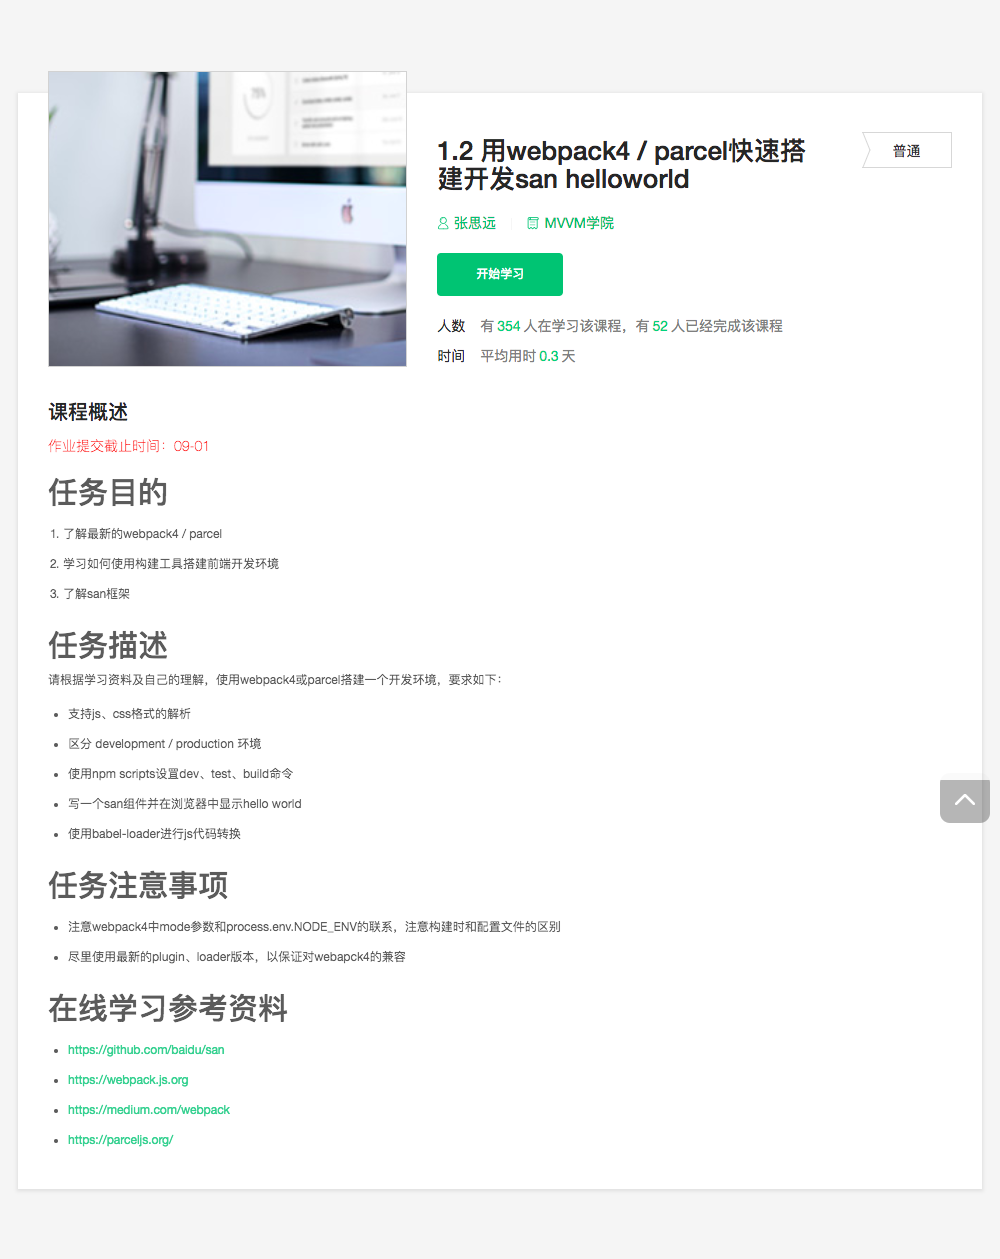 1.2 用webpack4 / parcel快速搭
建开发san helloworld
普通
张思远
MVVM学院
开始学习
人数 有 354 人在学习该课程，有 52 人已经完成该课程
时间 平均用时 0.3 天
课程概述
作业提交截止时间：09-01
任务目的
1. 了解最新的webpack4 / parcel
2. 学习如何使用构建工具搭建前端开发环境
3. 了解san框架
任务描述
请根据学习资料及自己的理解，使用webpack4或parcel搭建一个开发环境，要求如下：
• 支持js、css格式的解析
• 区分 development / production 环境
• 使用npm scripts设置dev、test、build命令
• 写一个san组件并在浏览器中显示hello world
• 使用babel-loader进行js代码转换
任务注意事项
• 注意webpack4中mode参数和process.env.NODE_ENV的联系，注意构建时和配置文件的区别
• 尽里使用最新的plugin、loader版本，以保证对webapck4的兼容
在线学习参考资料
• https://github.com/baidu/san
• https://webpack.js.org
• https://medium.com/webpack
• https://parceljs.org/